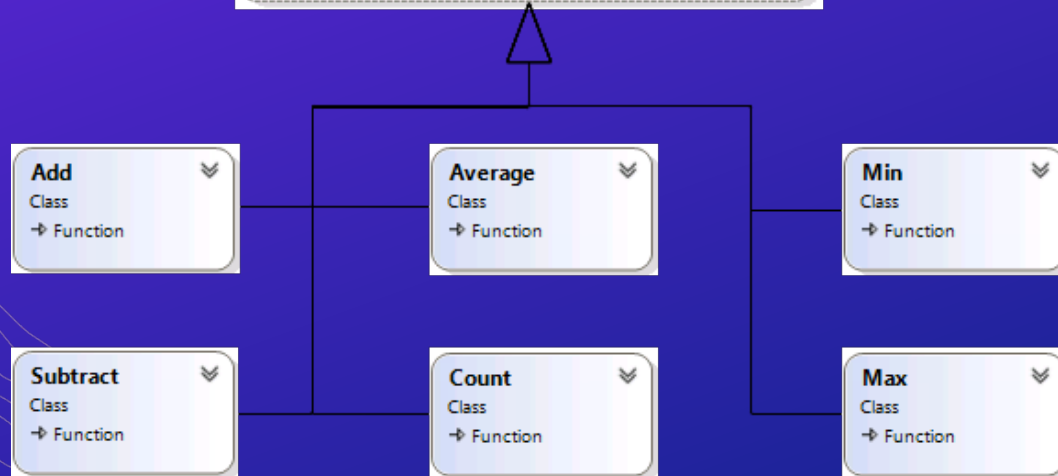 Add
Class
Function
Average
Class
Function
Min
Class
Function
Subtract
Class
Function
Count
Class
Function
Max
Class
Function